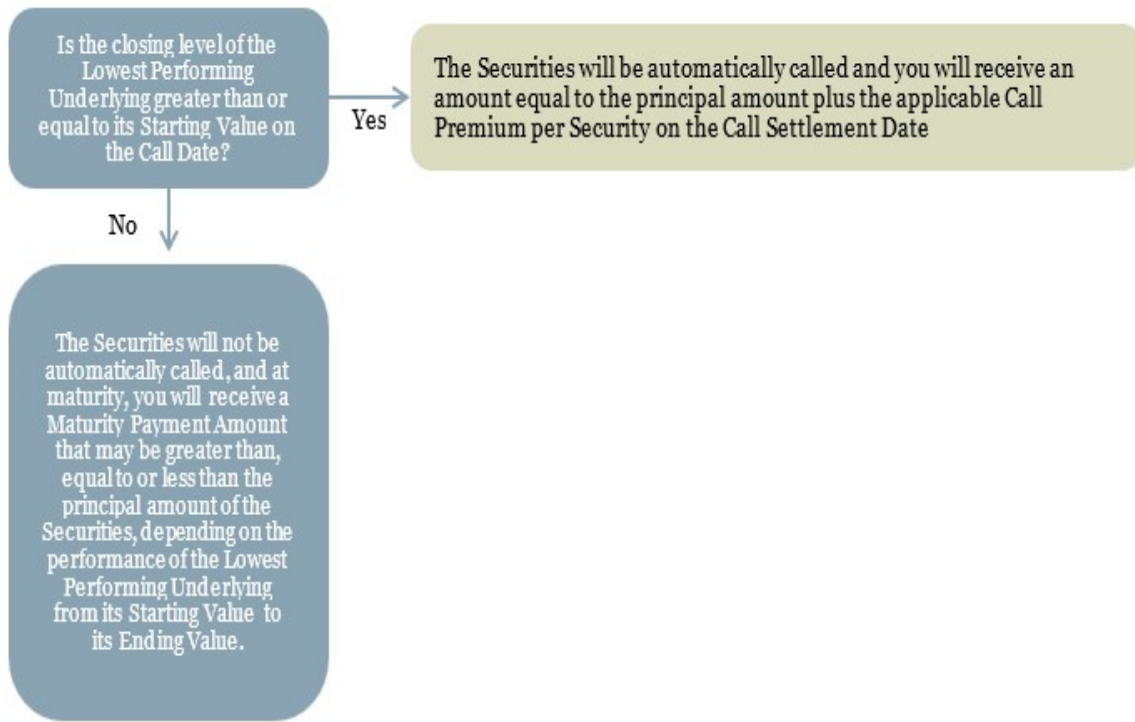 Is the closing level of the
Lowest Performing
Underlying greater than or
equal to its Starting Value on
the Call Date?
Yes
The Securities will be automatically called and you will receive an
amount equal to the principal amount plus the applicable Call
Premium per Security on the Call Settlement Date
No
The Securities will not be
automatically called, and at
maturity, you will receive a
Maturity Payment Amount
that may be greater than,
equal to or less than the
principal amount of the
Securities, depending on the
performance of the Lowest
Performing Underlying
from its Starting Value to
its Ending Value.